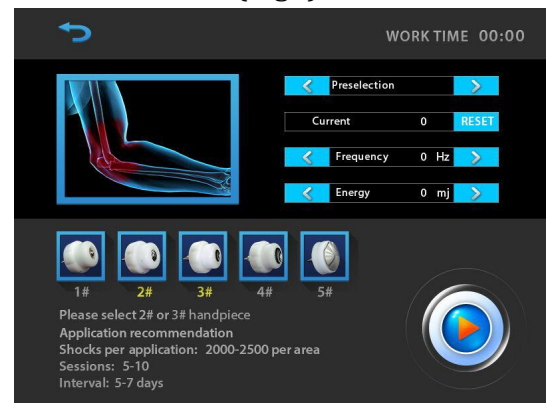 WORK TIME 00:00
Preselection
Current 0 RESET
Frequency 0 Hz
Energy 0 mj
1# 2# 3# 4# 5#
Please select 2# or 3# handpiece
Application recommendation
Shocks per application: 2000-2500 per area
Sessions: 5-10
Interval: 5-7 days